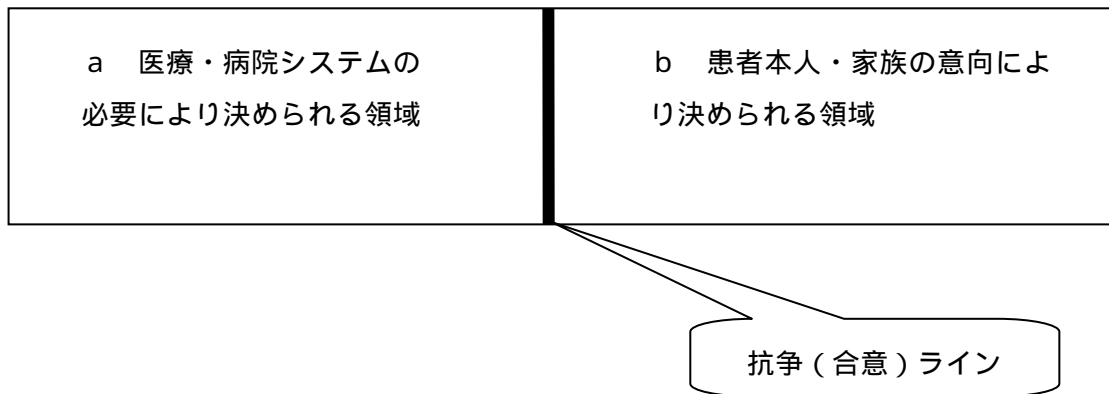 a　医療・病院システムの
必要により決められる領域
b　患者本人・家族の意向によ
り決められる領域
抗争（合意）ライン